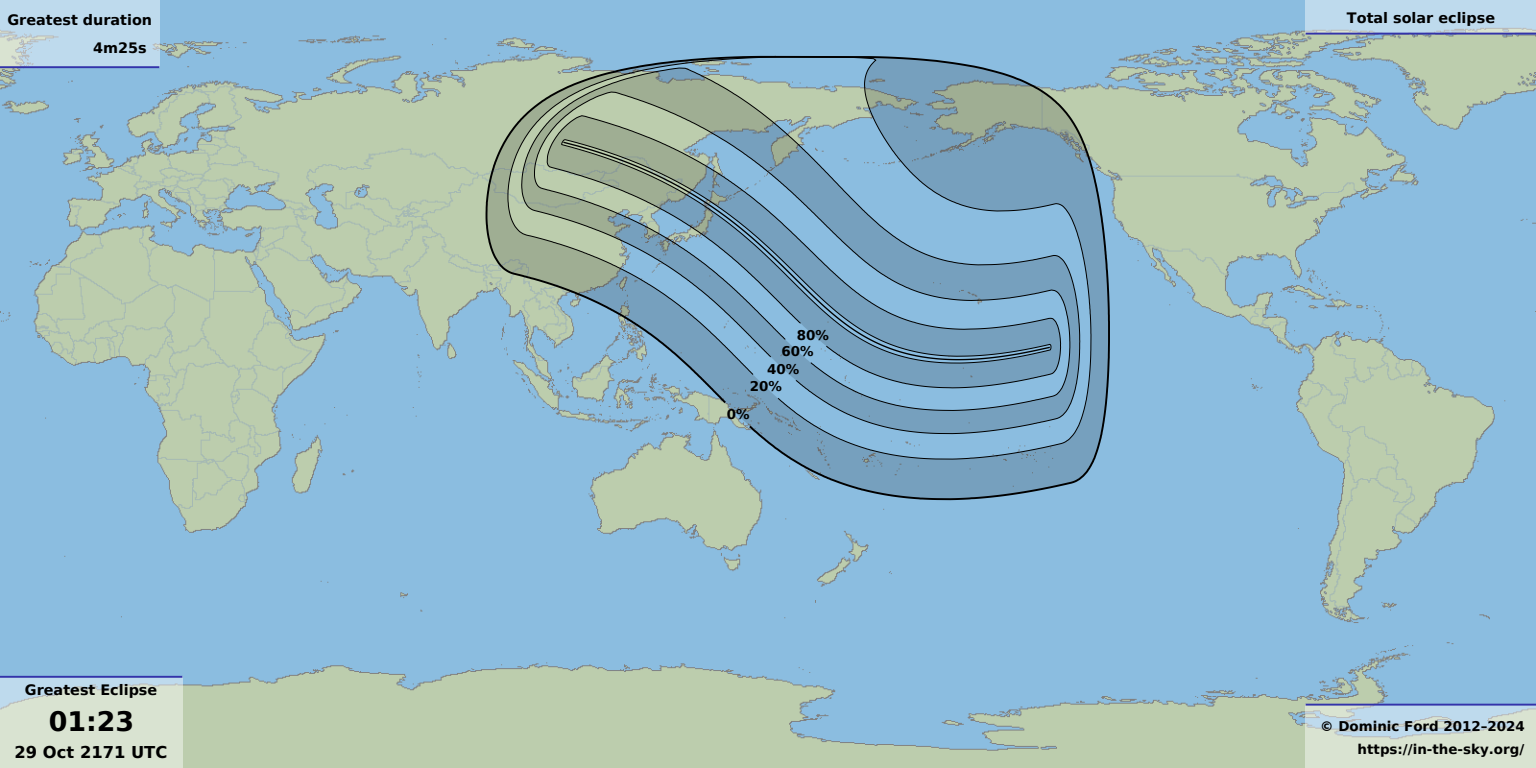 Greatest duration
4m25s
Total solar eclipse
80%
60%
40%
20%
0%
Greatest Eclipse
01:23
29 Oct 2171 UTC
© Dominic Ford 2012–2024
https://in-the-sky.org/